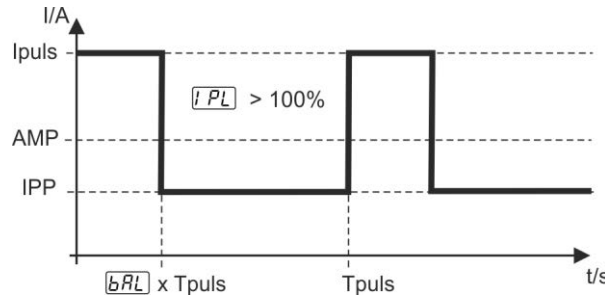 I/A
Ipuls
IPL > 100%
AMP
IPP
bAL x Tpuls
Tpuls
t/s